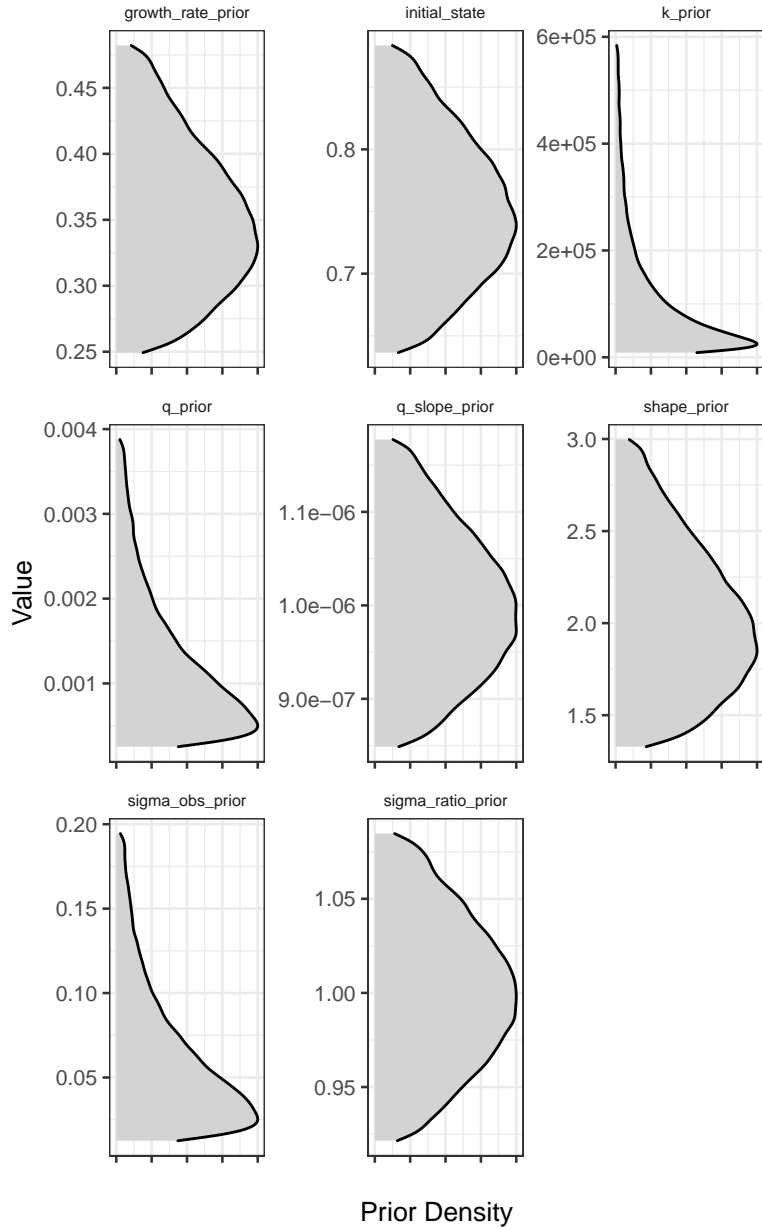 growth_rate_prior
initial_state
k_prior
0.45
0.40
0.35
0.30
0.25
0.8
0.7
6e+05
4e+05
2e+05
0e+00
q_prior
q_slope_prior
shape_prior
0.004
0.003
0.002
0.001
1.1e−06
1.0e−06
9.0e−07
3.0
2.5
2.0
1.5
Value
sigma_obs_prior
sigma_ratio_prior
0.20
0.15
0.10
0.05
1.05
1.00
0.95
Prior Density